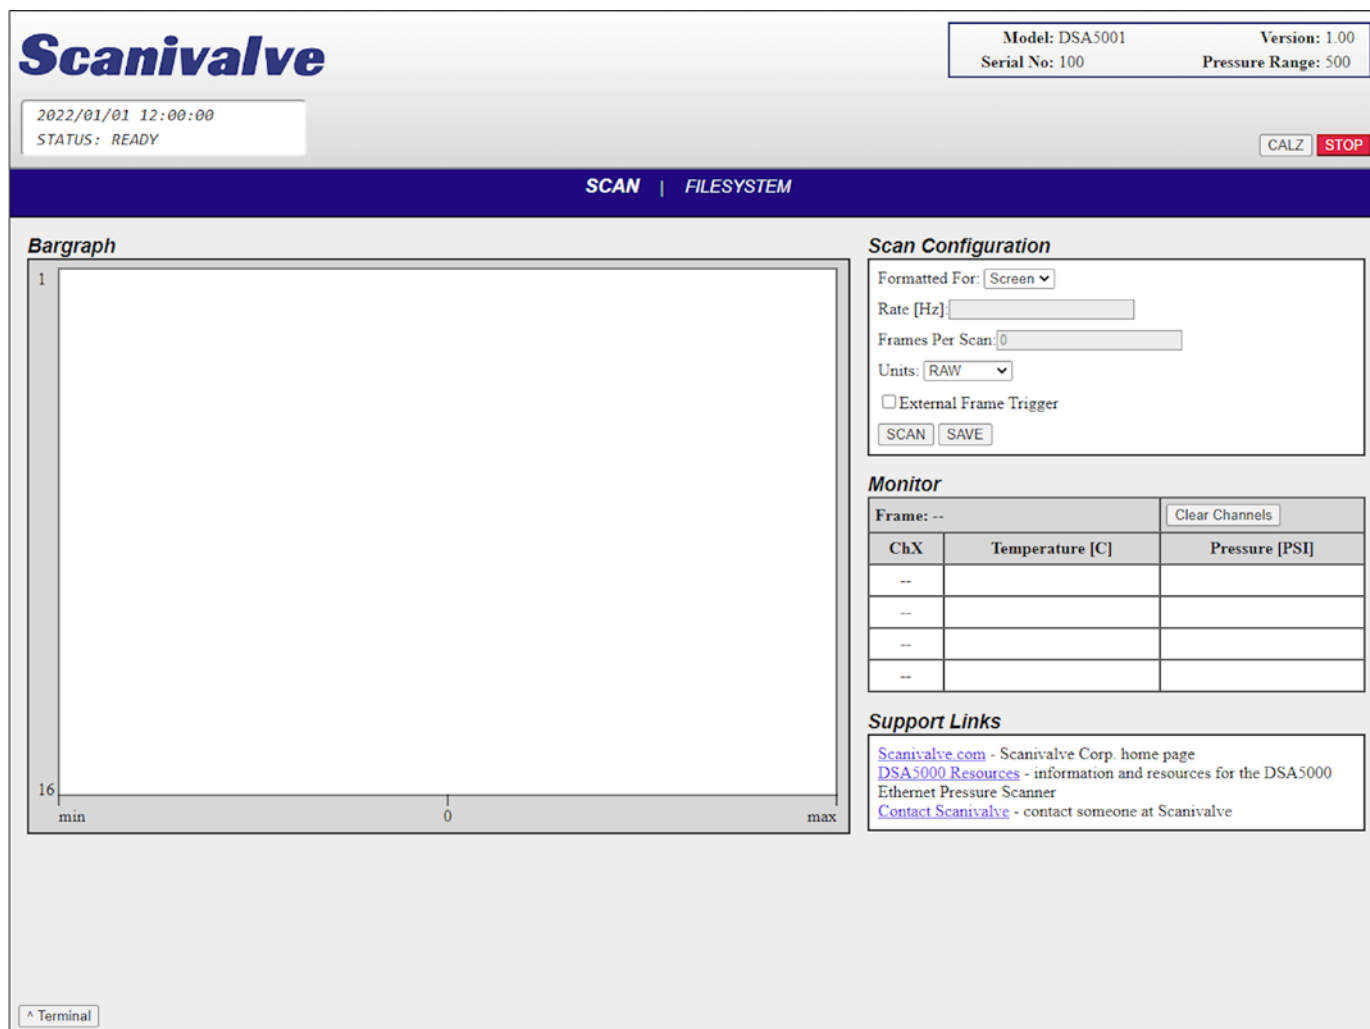 Scanivalve
Model: DSA5001 Version: 1.00
Serial No: 100 Pressure Range: 500
2022/01/01 12:00:00
STATUS: READY
CALZ STOP
SCAN | FILESYSTEM
Bargraph
1
16
min 0 max
Scan Configuration
Formatted For: Screen
Rate [Hz]:
Frames Per Scan: 0
Units: RAW
External Frame Trigger
SCAN SAVE
Monitor
Frame: -- Clear Channels
ChX Temperature [C] Pressure [PSI]
--
--
--
--
Support Links
Scanivalve.com - Scanivalve Corp. home page
DSA5000 Resources - information and resources for the DSA5000
Ethernet Pressure Scanner
Contact Scanivalve - contact someone at Scanivalve
^ Terminal